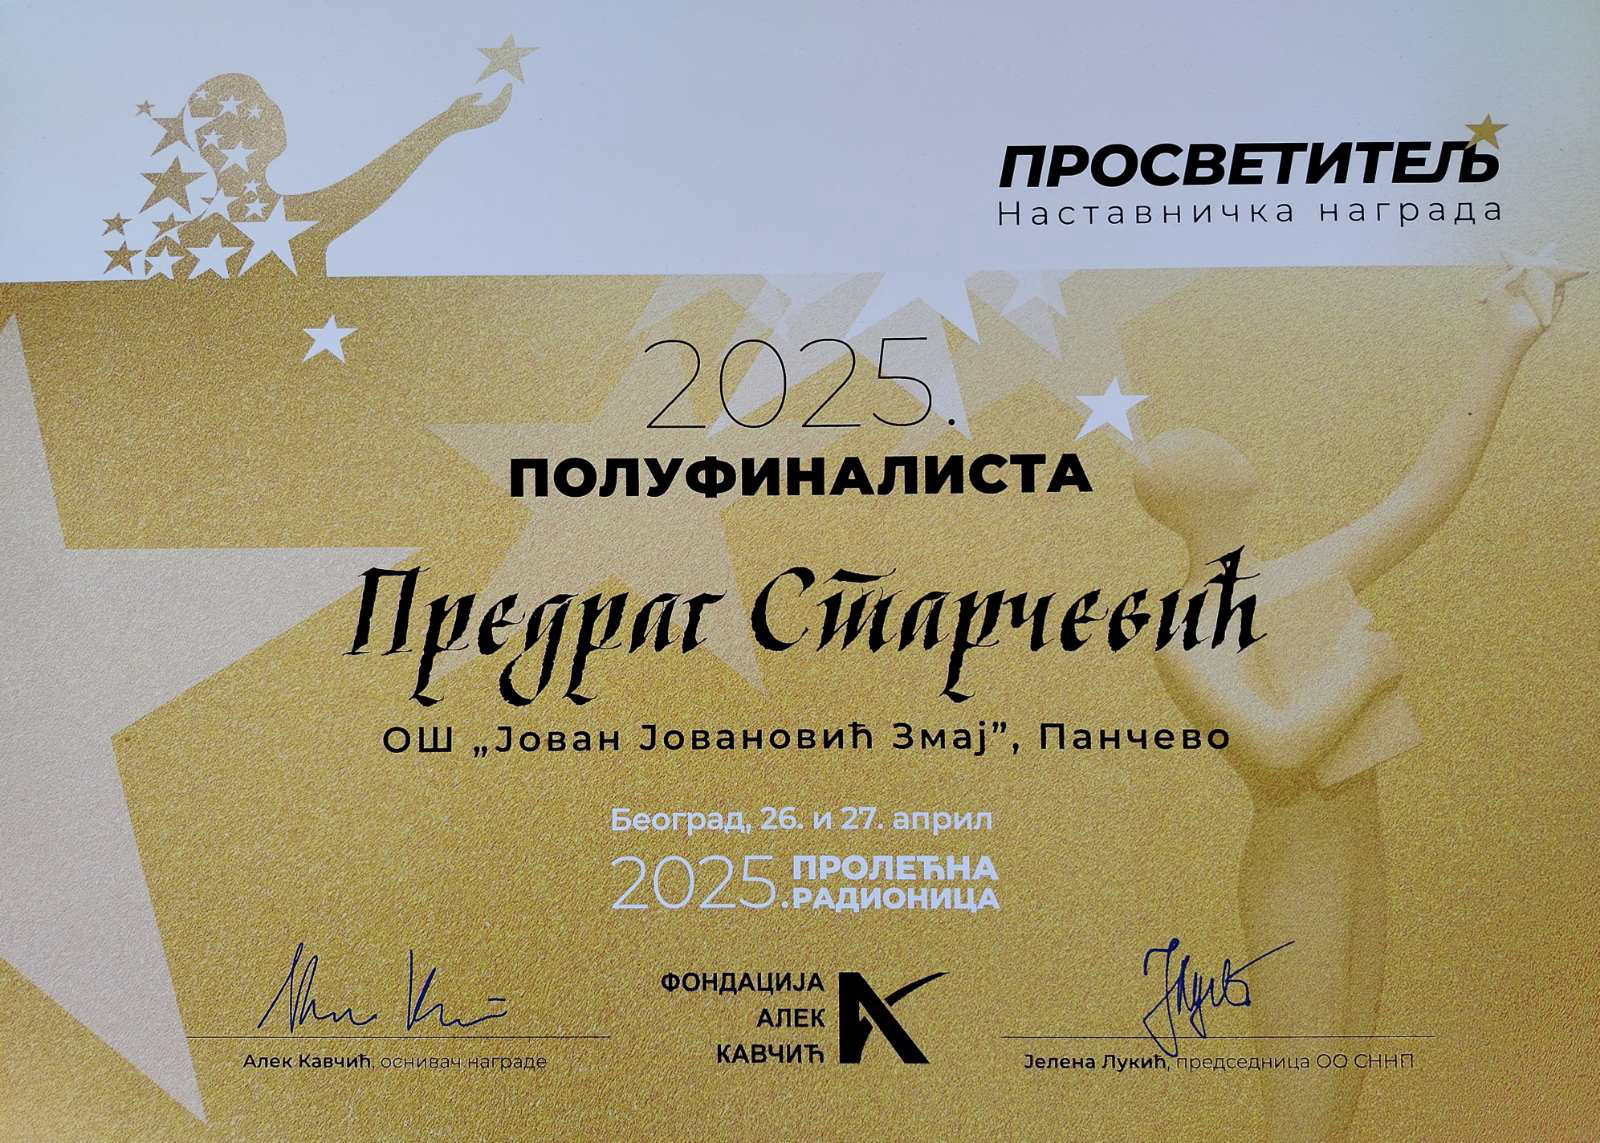 ПРОСВЕТИТЕЉ
Наставничка награда
2025.
ПОЛУФИНАЛИСТА
Предраг Старчевић
ОШ „Јован Јовановић Змај”, Панчево
Београд, 26. и 27. април
2025. ПРОЛЕЋНА
РАДИОНИЦА
ФОНДАЦИЈА
АЛЕК
КАВЧИЋ
Алек Кавчић, оснивач награде
Јелена Лукић, председница ОО СННП